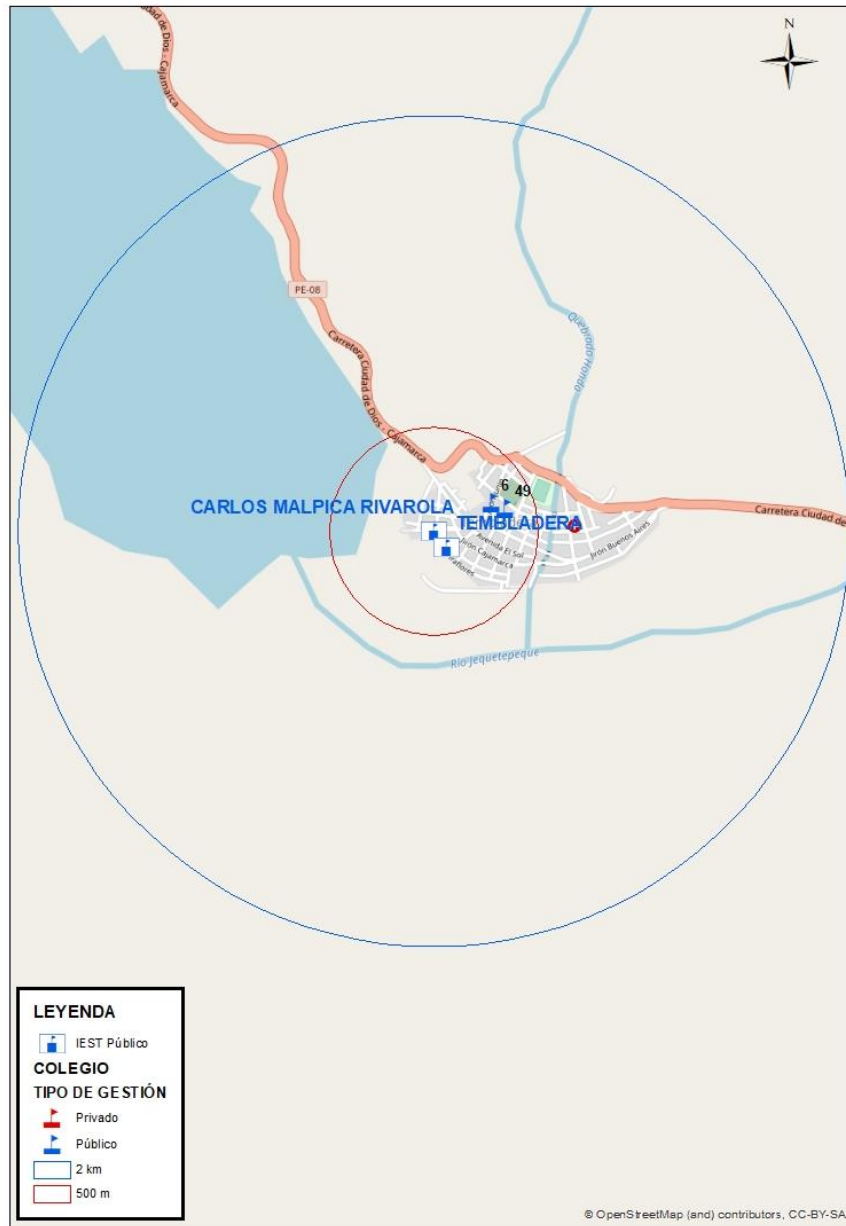 N
Ciudad de Dios - Cajamarca
PE-08
Carretera Ciudad de Dios - Cajamarca
Quebrada Honda
6
49
CARLOS MALPICA RIVAROLA
TEMBLADERA
Carretera Ciudad de
Avenida El Sol
Jirón Buenos Aires
Jirón Cajamarca
Río Jequetepeque
LEYENDA
IEST Público
COLEGIO
TIPO DE GESTIÓN
Privado
Público
2 km
500 m
© OpenStreetMap (and) contributors, CC-BY-SA